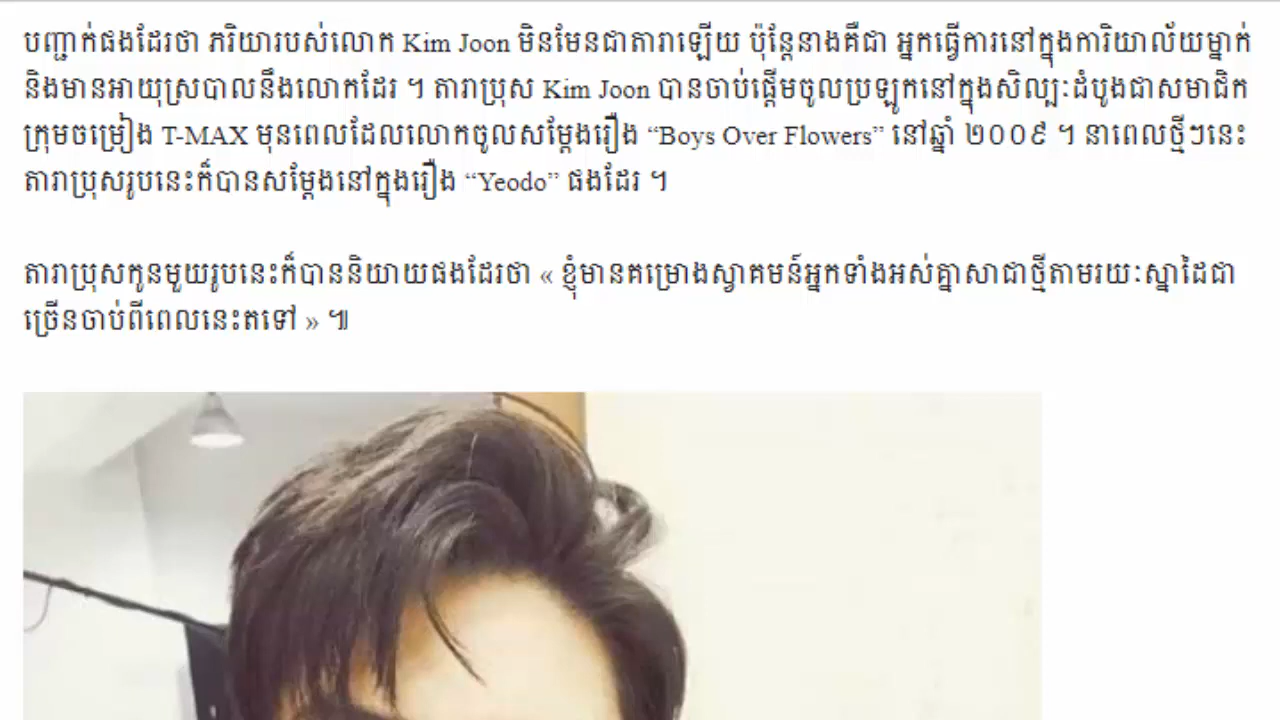 បញ្ជាក់ផងដែរថា ភរិយារបស់លោក Kim Joon មិនមែនជាតារាឡើយ ប៉ុន្តែនាងគឺជា អ្នកធ្វើការនៅក្នុងការិយាល័យម្នាក់
និងមានអាយុស្របាលនឹងលោកដែរ ។ តារាប្រុស Kim Joon បានចាប់ផ្ដើមចូលប្រឡូកនៅក្នុងសិល្បៈដំបូងជាសមាជិក
ក្រុមចម្រៀង T-MAX មុនពេលដែលលោកចូលសម្ដែងរឿង “Boys Over Flowers” នៅឆ្នាំ ២០០៩ ។ នាពេលថ្មីៗនេះ
តារាប្រុសរូបនេះក៏បានសម្ដែងនៅក្នុងរឿង “Yeodo” ផងដែរ ។
តារាប្រុសកូនមួយរូបនេះក៏បាននិយាយផងដែរថា « ខ្ញុំមានគម្រោងស្វាគមន៍អ្នកទាំងអស់គ្នាសាជាថ្មីតាមរយៈស្នាដៃជា
ច្រើនចាប់ពីពេលនេះតទៅ » ៕